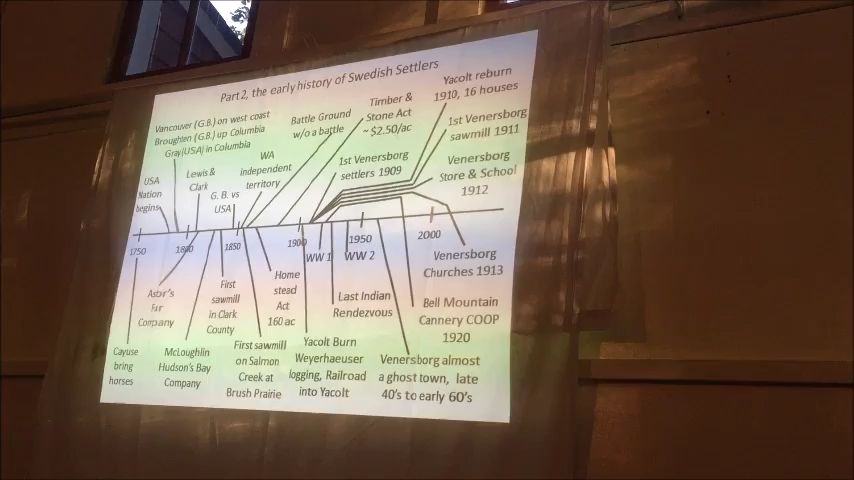 Part 2, the early history of Swedish Settlers
Vancouver (G.B.) on west coast
Broughten (G.B.) up Columbia
Gray(USA) in Columbia
Battle Ground
w/o a battle
Timber &
Stone Act
~$2.50/ac
Yacolt reburn
1910, 16 houses
1st Venersborg
sawmill 1911
USA
Nation
begins
Lewis &
Clark
G. B. vs
USA
WA
independent
territory
1st Venersborg
settlers 1909
Venersborg
Store & School
1912
1750
1800
1850
1900
1950
2000
WW 1
WW 2
Astor's
Fur
Company
First
sawmill
in Clark
County
Home
stead
Act
160 ac
Last Indian
Rendezvous
Venersborg
Churches 1913
Bell Mountain
Cannery COOP
1920
Cayuse
bring
horses
McLoughlin
Hudson's Bay
Company
First sawmill
on Salmon
Creek at
Brush Prairie
Yacolt Burn
Weyerhaeuser
logging, Railroad
into Yacolt
Venersborg almost
a ghost town, late
40's to early 60's